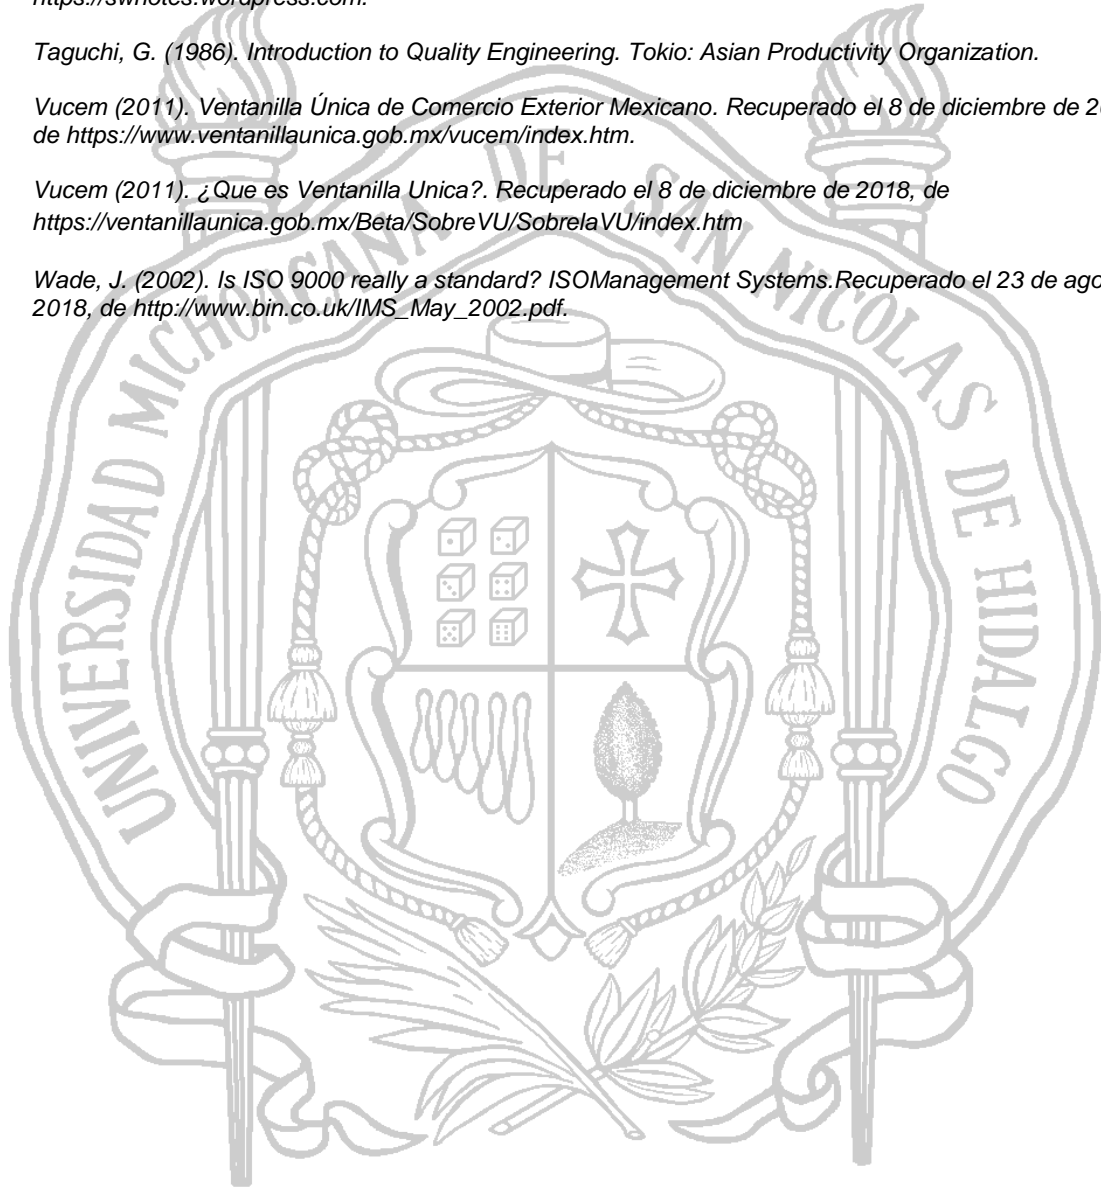 https://swnotes.wordpress.com.
Taguchi, G. (1986). Introduction to Quality Engineering. Tokio: Asian Productivity Organization.
Vucem (2011). Ventanilla Única de Comercio Exterior Mexicano. Recuperado el 8 de diciembre de
de https://www.ventanillaunica.gob.mx/vucem/index.htm.
Vucem (2011). ¿Que es Ventanilla Unica?. Recuperado el 8 de diciembre de 2018, de
https://ventanillaunica.gob.mx/Beta/SobreVU/SobrelaVU/index.htm
Wade, J. (2002). Is ISO 9000 really a standard? ISOManagement Systems.Recuperado el 23 de
2018, de http://www.bin.co.uk/IMS_May_2002.pdf.
UNIVERSIDAD MICHOACANA DE SAN NICOLAS DE HIDALGO